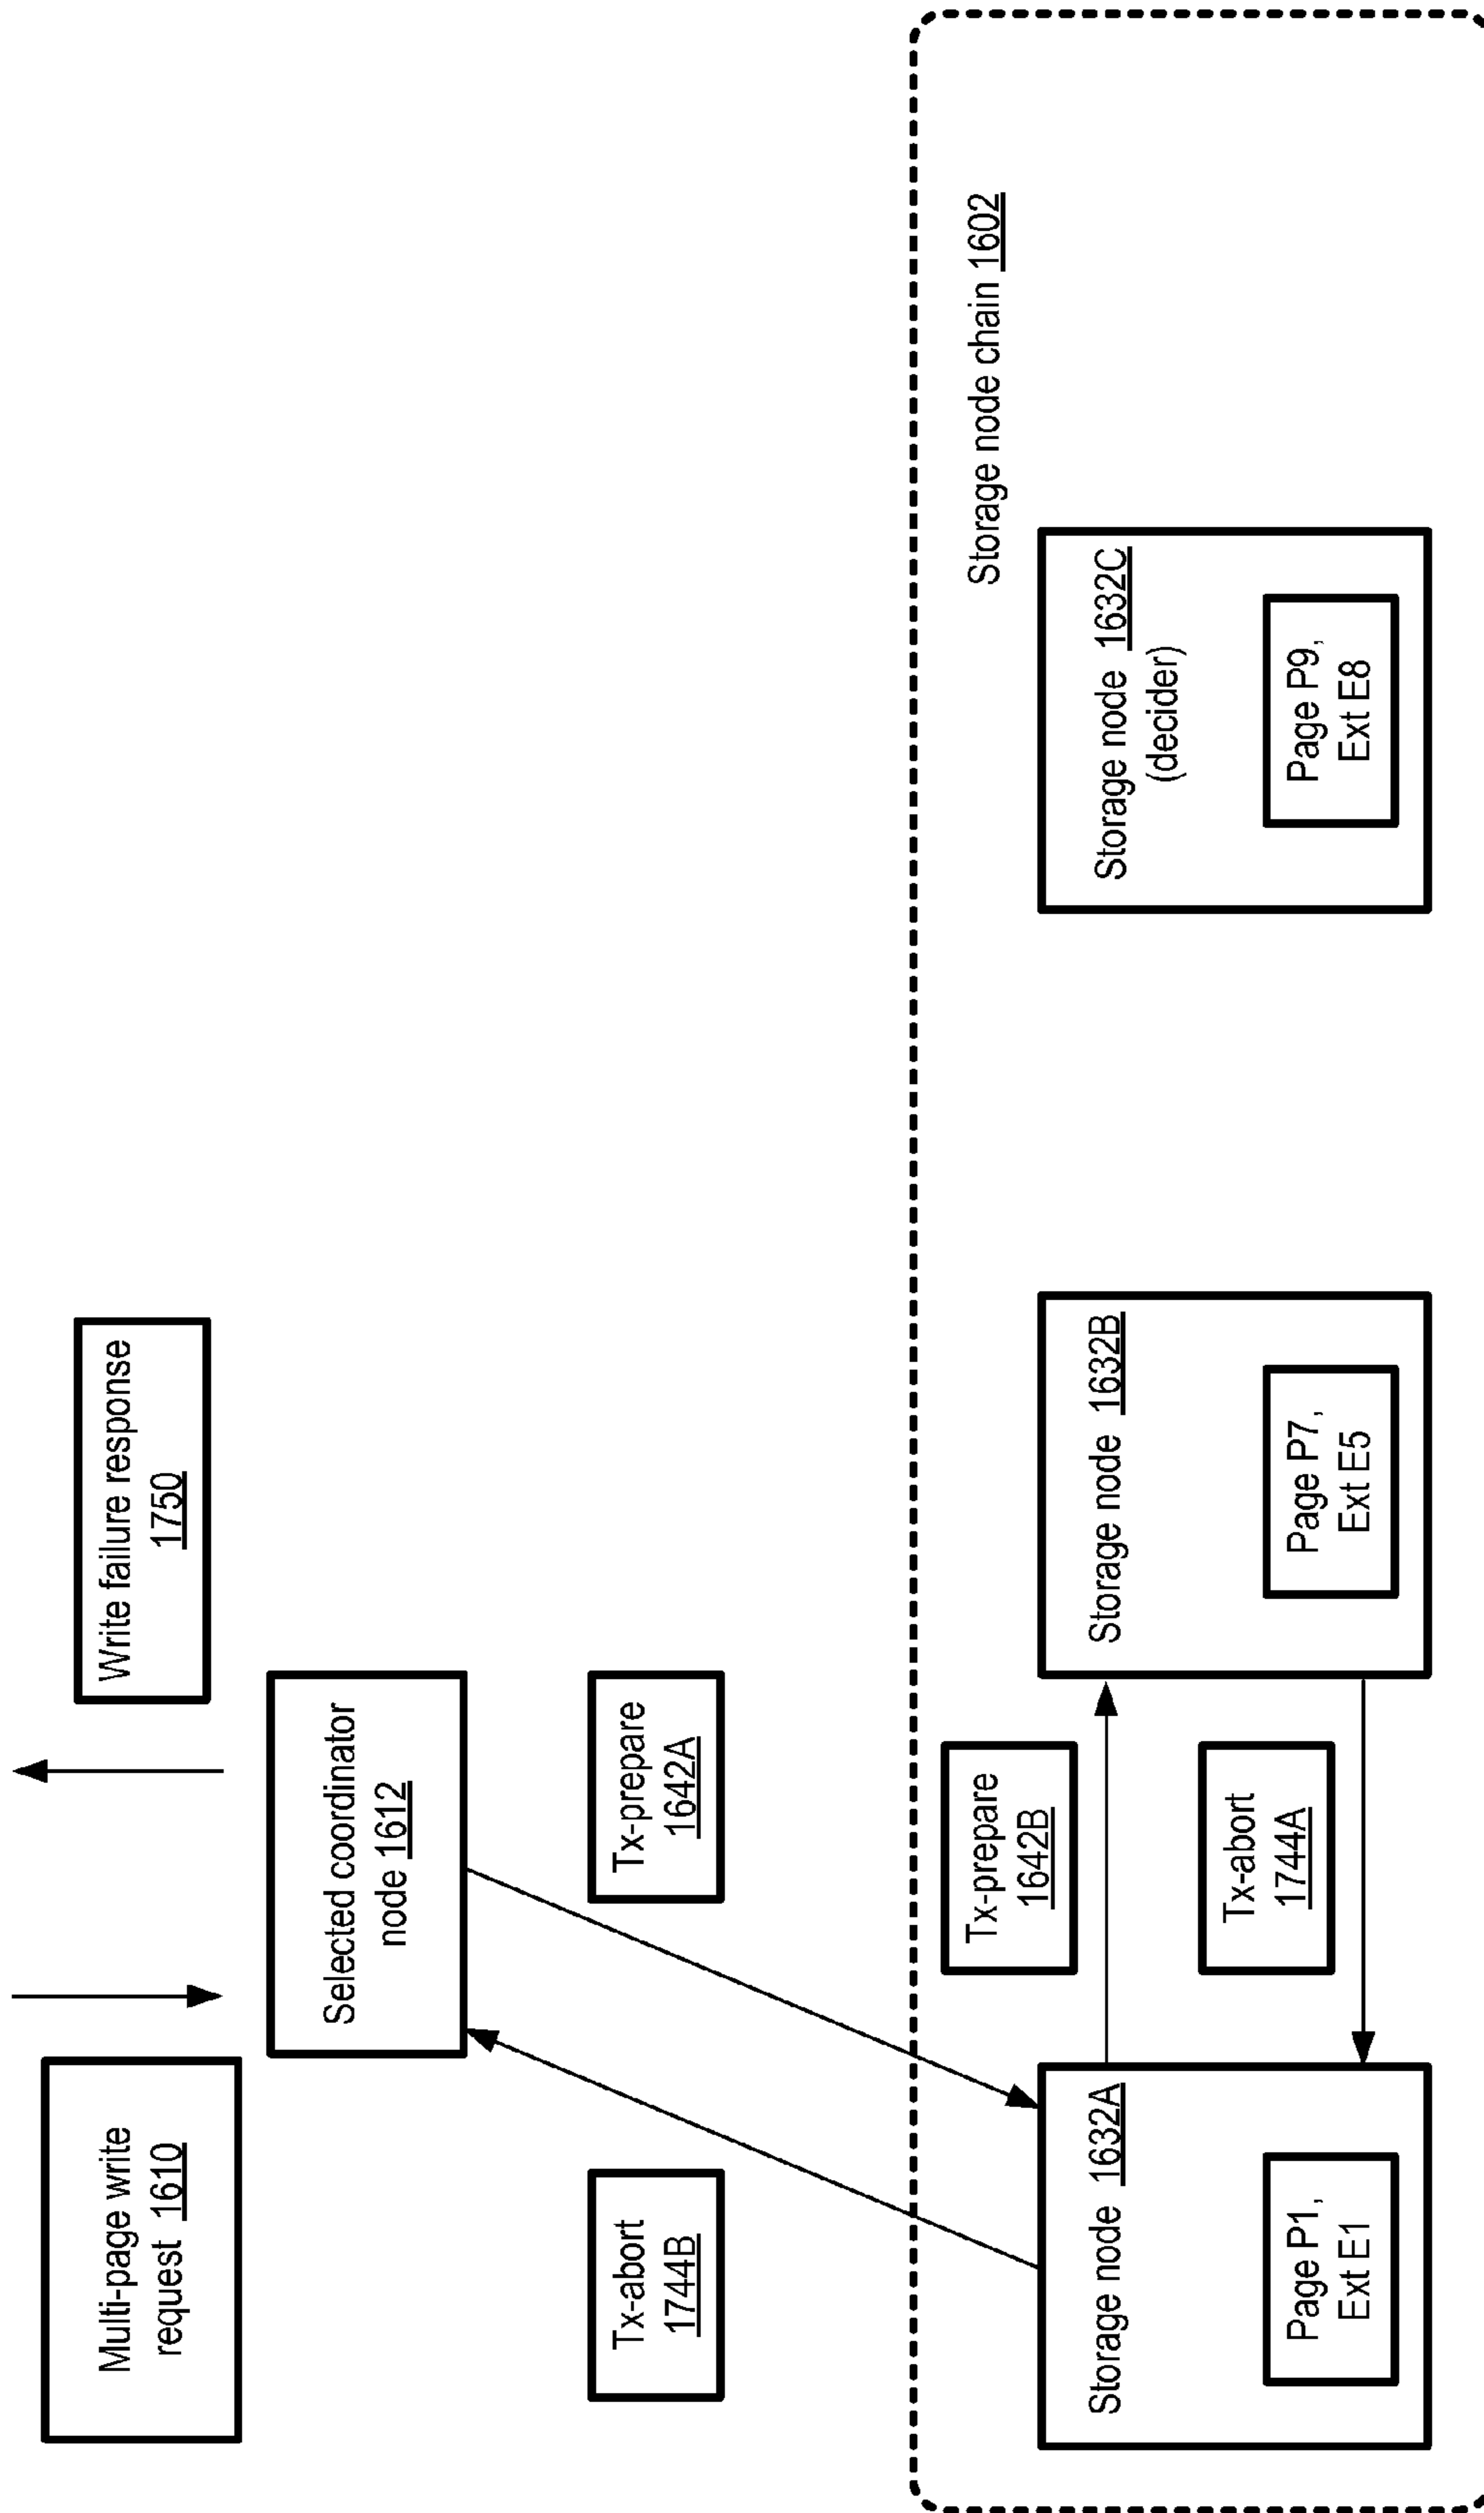 Multi-page write
request 1610
Write failure response
1750
Selected coordinator
node 1612
Tx-abort
1744B
Tx-prepare
1642A
Storage node chain 1602
Tx-prepare
1642B
Storage node 1632A
Page P1,
Ext E1
Tx-abort
1744A
Storage node 1632B
Page P7,
Ext E5
Storage node 1632C
(decider)
Page P9,
Ext E8